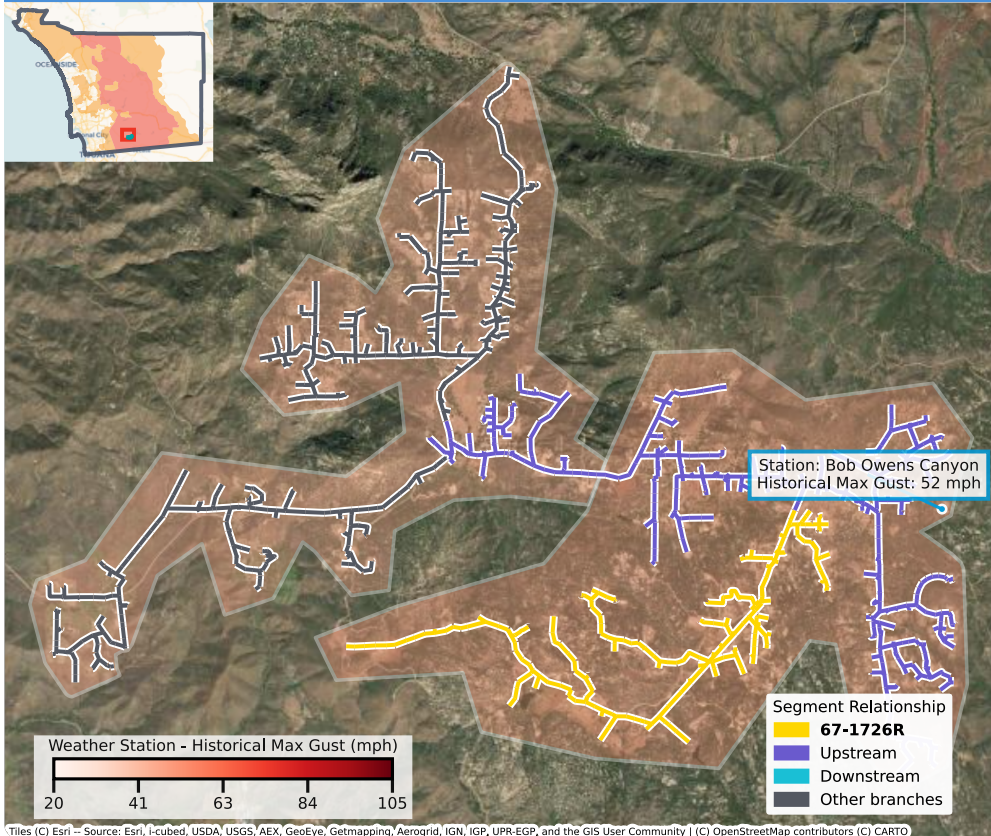 OCEANSIDE
Station: Bob Owens Canyon
Historical Max Gust: 52 mph
Segment Relationship
67-1726R
Upstream
Downstream
Other branches
Weather Station - Historical Max Gust (mph)
20 41 63 84 105
Tiles (C) Esri -- Source: Esri, i-cubed, USDA, USGS, AEX, GeoEye, Getmapping, Aerogrid, IGN, IGP, UPR-EGP, and the GIS User Community | (C) OpenStreetMap contributors (C) CARTO